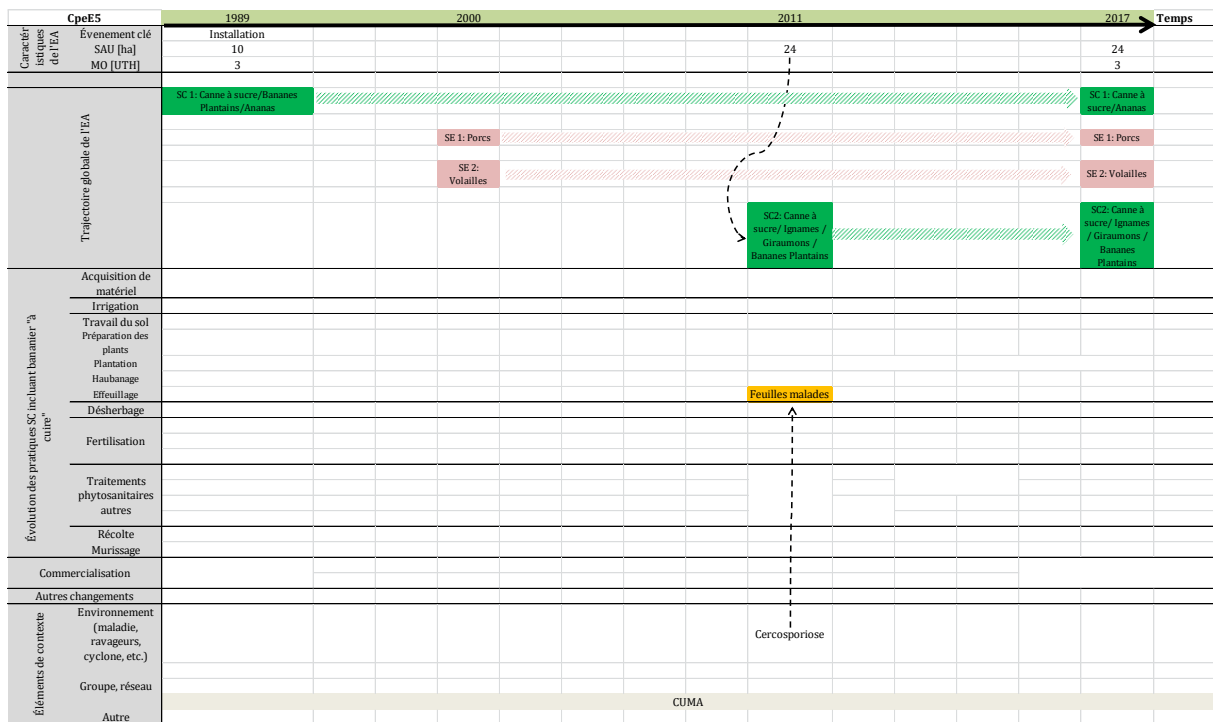 CpeE5 1989 2000 2011 2017 Temps
Caractér
istiques
de l'EA
Évenement clé Installation
SAU [ha] 10 24 24
MO [UTH] 3 3
Trajectoire globale de l'EA
SC 1: Canne à sucre/Bananes
Plantains/Ananas
SC 1: Canne à
sucre/Ananas
SE 1: Porcs
SE 1: Porcs
SE 2:
Volailles
SE 2: Volailles
SC2: Canne à
sucre/ Ignames /
Giraumons /
Bananes Plantains
SC2: Canne à
sucre/ Ignames
/ Giraumons /
Bananes
Plantains
Évolution des pratiques SC incluant bananier "à
cuire"
Acquisition de
matériel
Irrigation
Travail du sol
Préparation des
plants
Plantation
Haubanage
Effeuillage Feuilles malades
Désherbage
Fertilisation
Traitements
phytosanitaires
autres
Récolte
Murissage
Commercialisation
Autres changements
Éléments de contexte
Environnement
(maladie,
ravageurs,
cyclone, etc.)
Cercosporiose
Groupe, réseau
CUMA
Autre